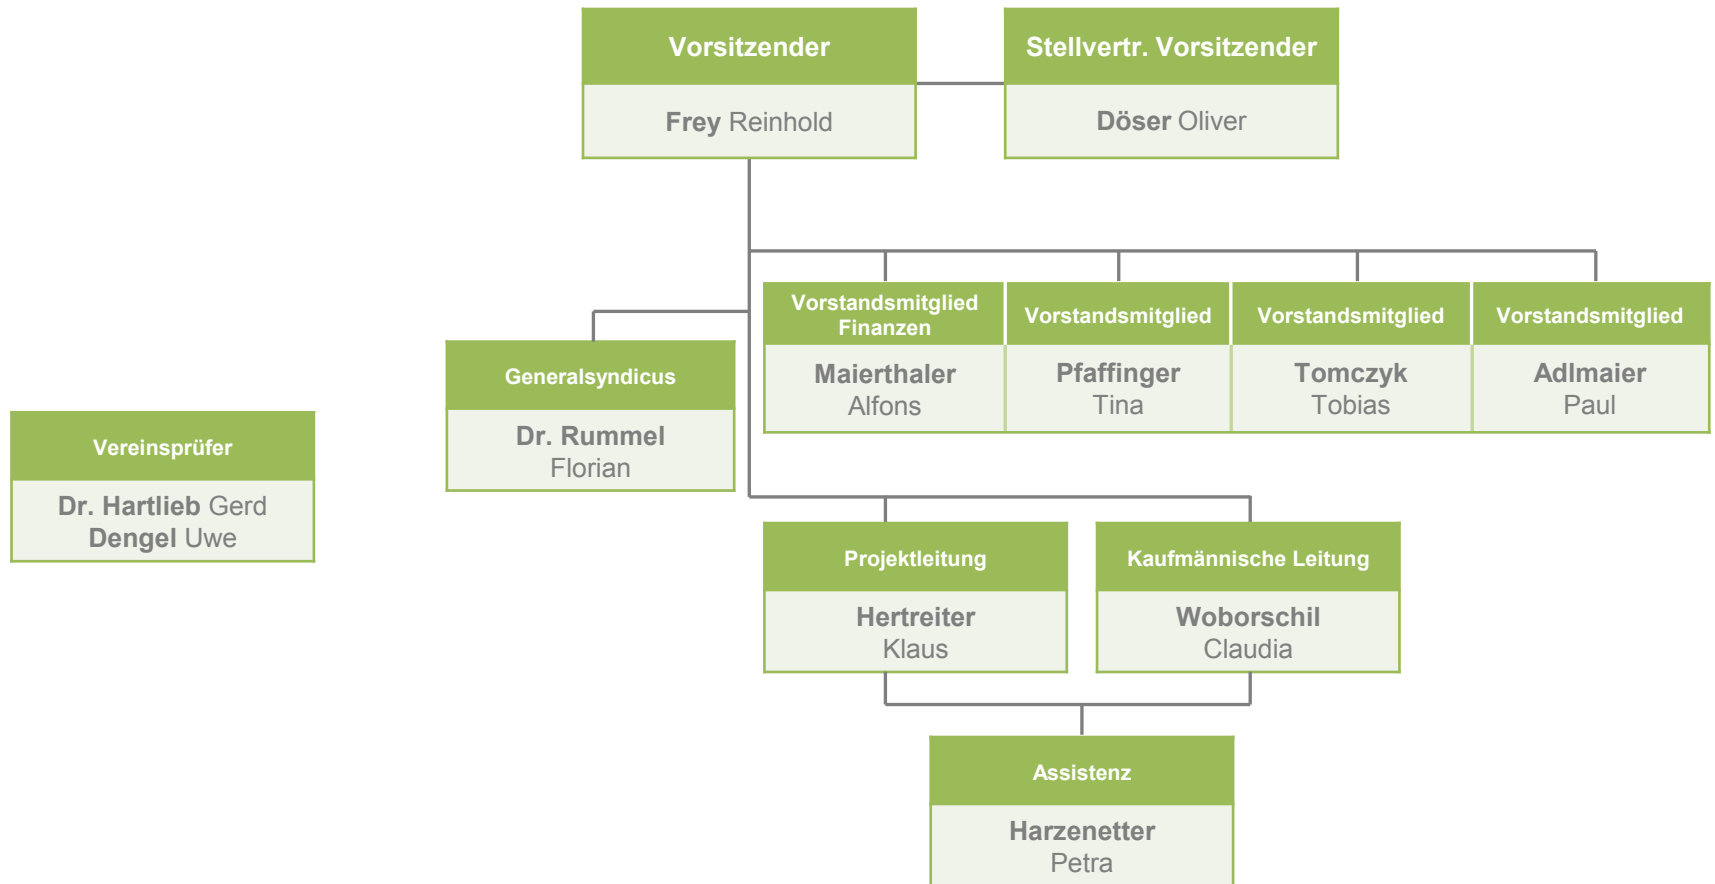 Vorsitzender
Frey Reinhold
Stellvertr. Vorsitzender
Döser Oliver
Vorstandsmitglied
Finanzen
Maierthaler
Alfons
Vorstandsmitglied
Pfaffinger
Tina
Vorstandsmitglied
Tomczyk
Tobias
Vorstandsmitglied
Adlmaier
Paul
Generalsyndicus
Dr. Rummel
Florian
Vereinsprüfer
Dr. Hartlieb Gerd
Dengel Uwe
Projektleitung
Hertreiter
Klaus
Kaufmännische Leitung
Woborschil
Claudia
Assistenz
Harzenetter
Petra